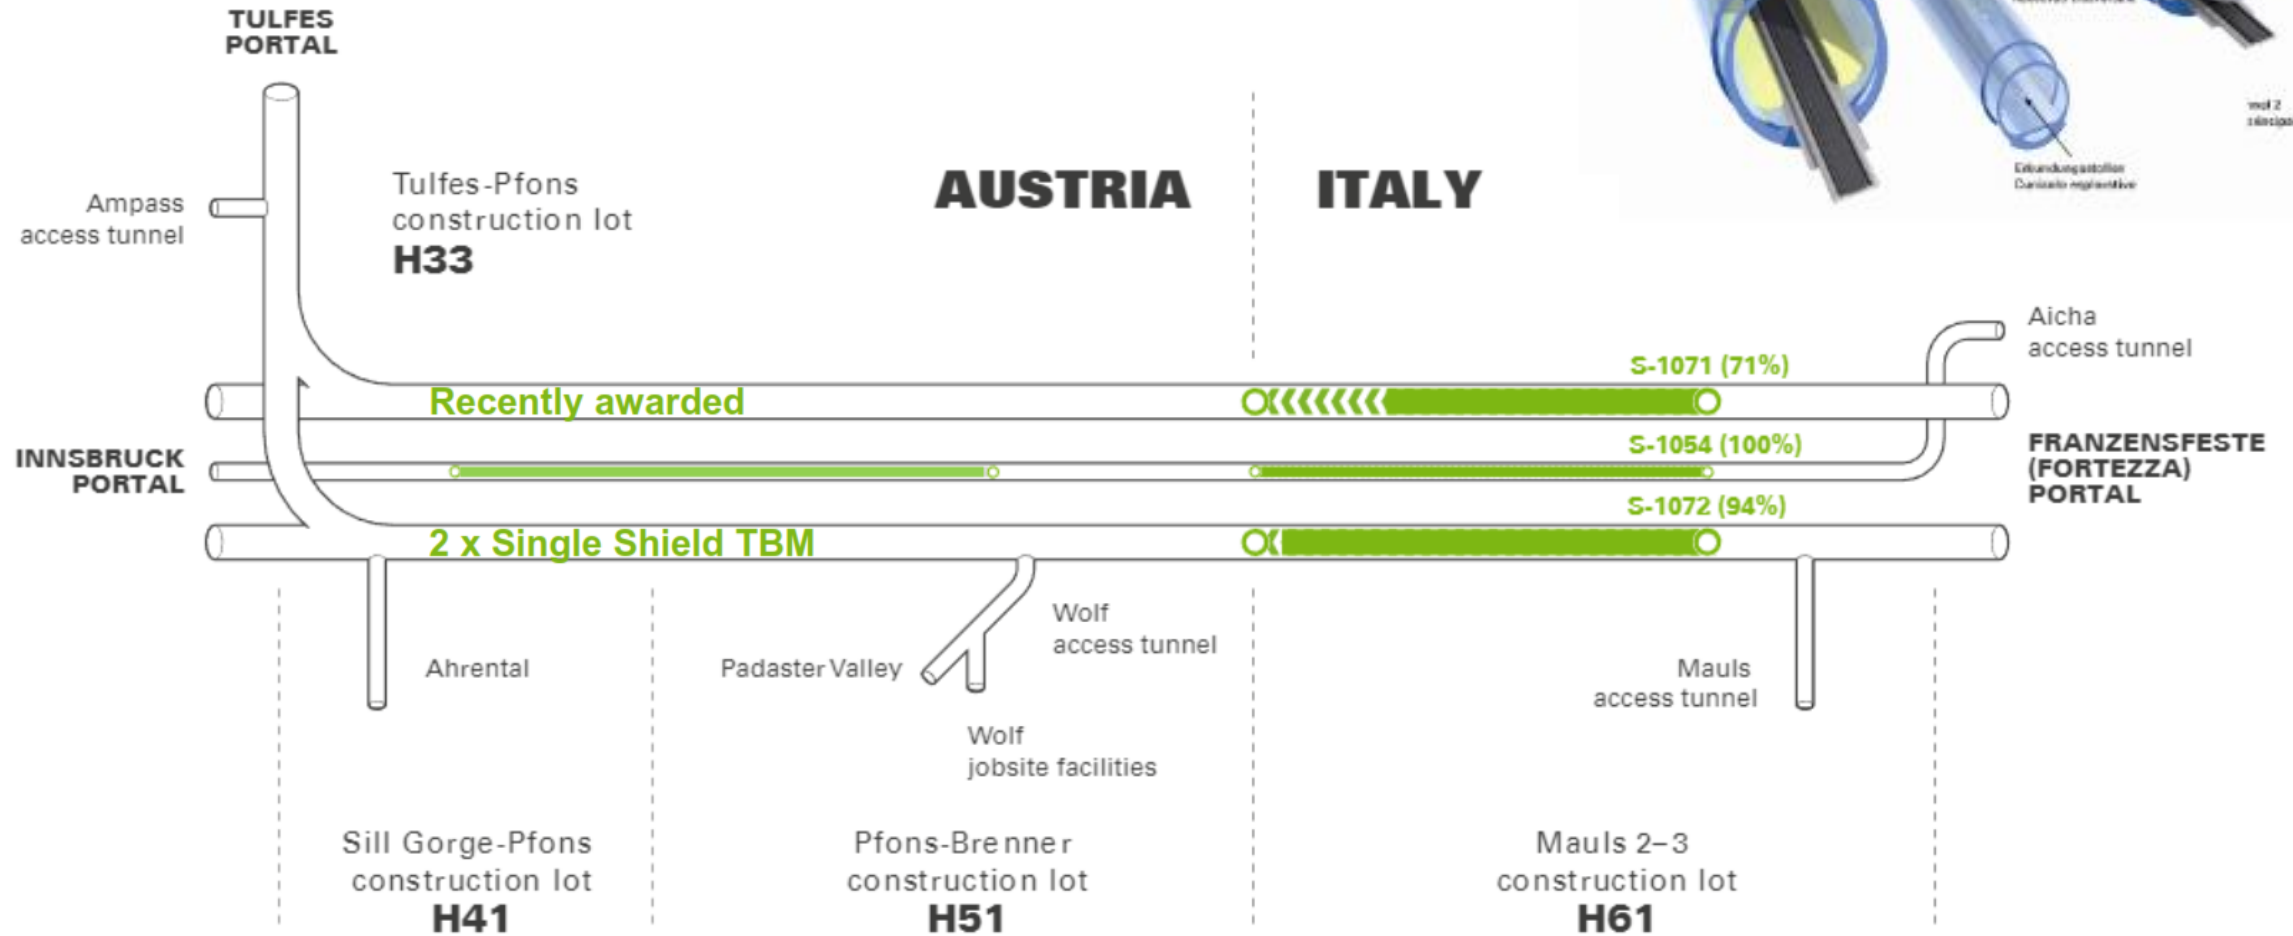 TULFES
PORTAL
Ampass
access tunnel
Tulfes-Pfons
construction lot
H33
AUSTRIA
ITALY
Erkundungsstollen
Cunicolo esplorativo
Aicha
access tunnel
S-1071 (71%)
Recently awarded
S-1054 (100%)
INNSBRUCK
PORTAL
FRANZENSFESTE
(FORTEZZA)
PORTAL
S-1072 (94%)
2 x Single Shield TBM
Ahrental
Padaster Valley
Wolf
access tunnel
Wolf
jobsite facilities
Mauls
access tunnel
Sill Gorge-Pfons
construction lot
H41
Pfons-Brenner
construction lot
H51
Mauls 2–3
construction lot
H61